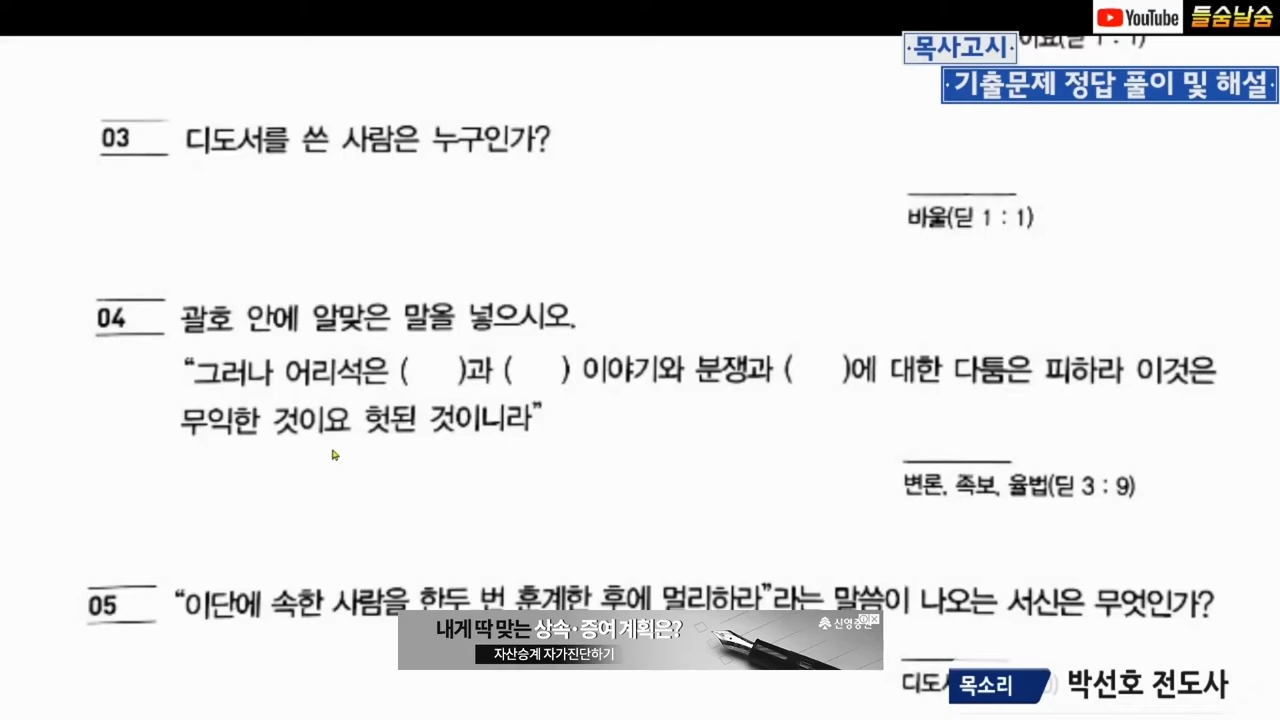 YouTube 들숨날숨
·목사고시·
·기출문제 정답 풀이 및 해설·
03 디도서를 쓴 사람은 누구인가?
바울(딛 1 : 1)
04 괄호 안에 알맞은 말을 넣으시오.
“그러나 어리석은 ( )과 ( ) 이야기와 분쟁과 ( )에 대한 다툼은 피하라 이것은
무익한 것이요 헛된 것이니라”
변론, 족보, 율법(딛 3 : 9)
05 “이단에 속한 사람을 한두 번 훈계한 후에 멀리하라”라는 말씀이 나오는 서신은 무엇인가?
내게 딱 맞는 상속·증여 계획은?
신영증권
자산승계 자가진단하기
목소리 박선호 전도사